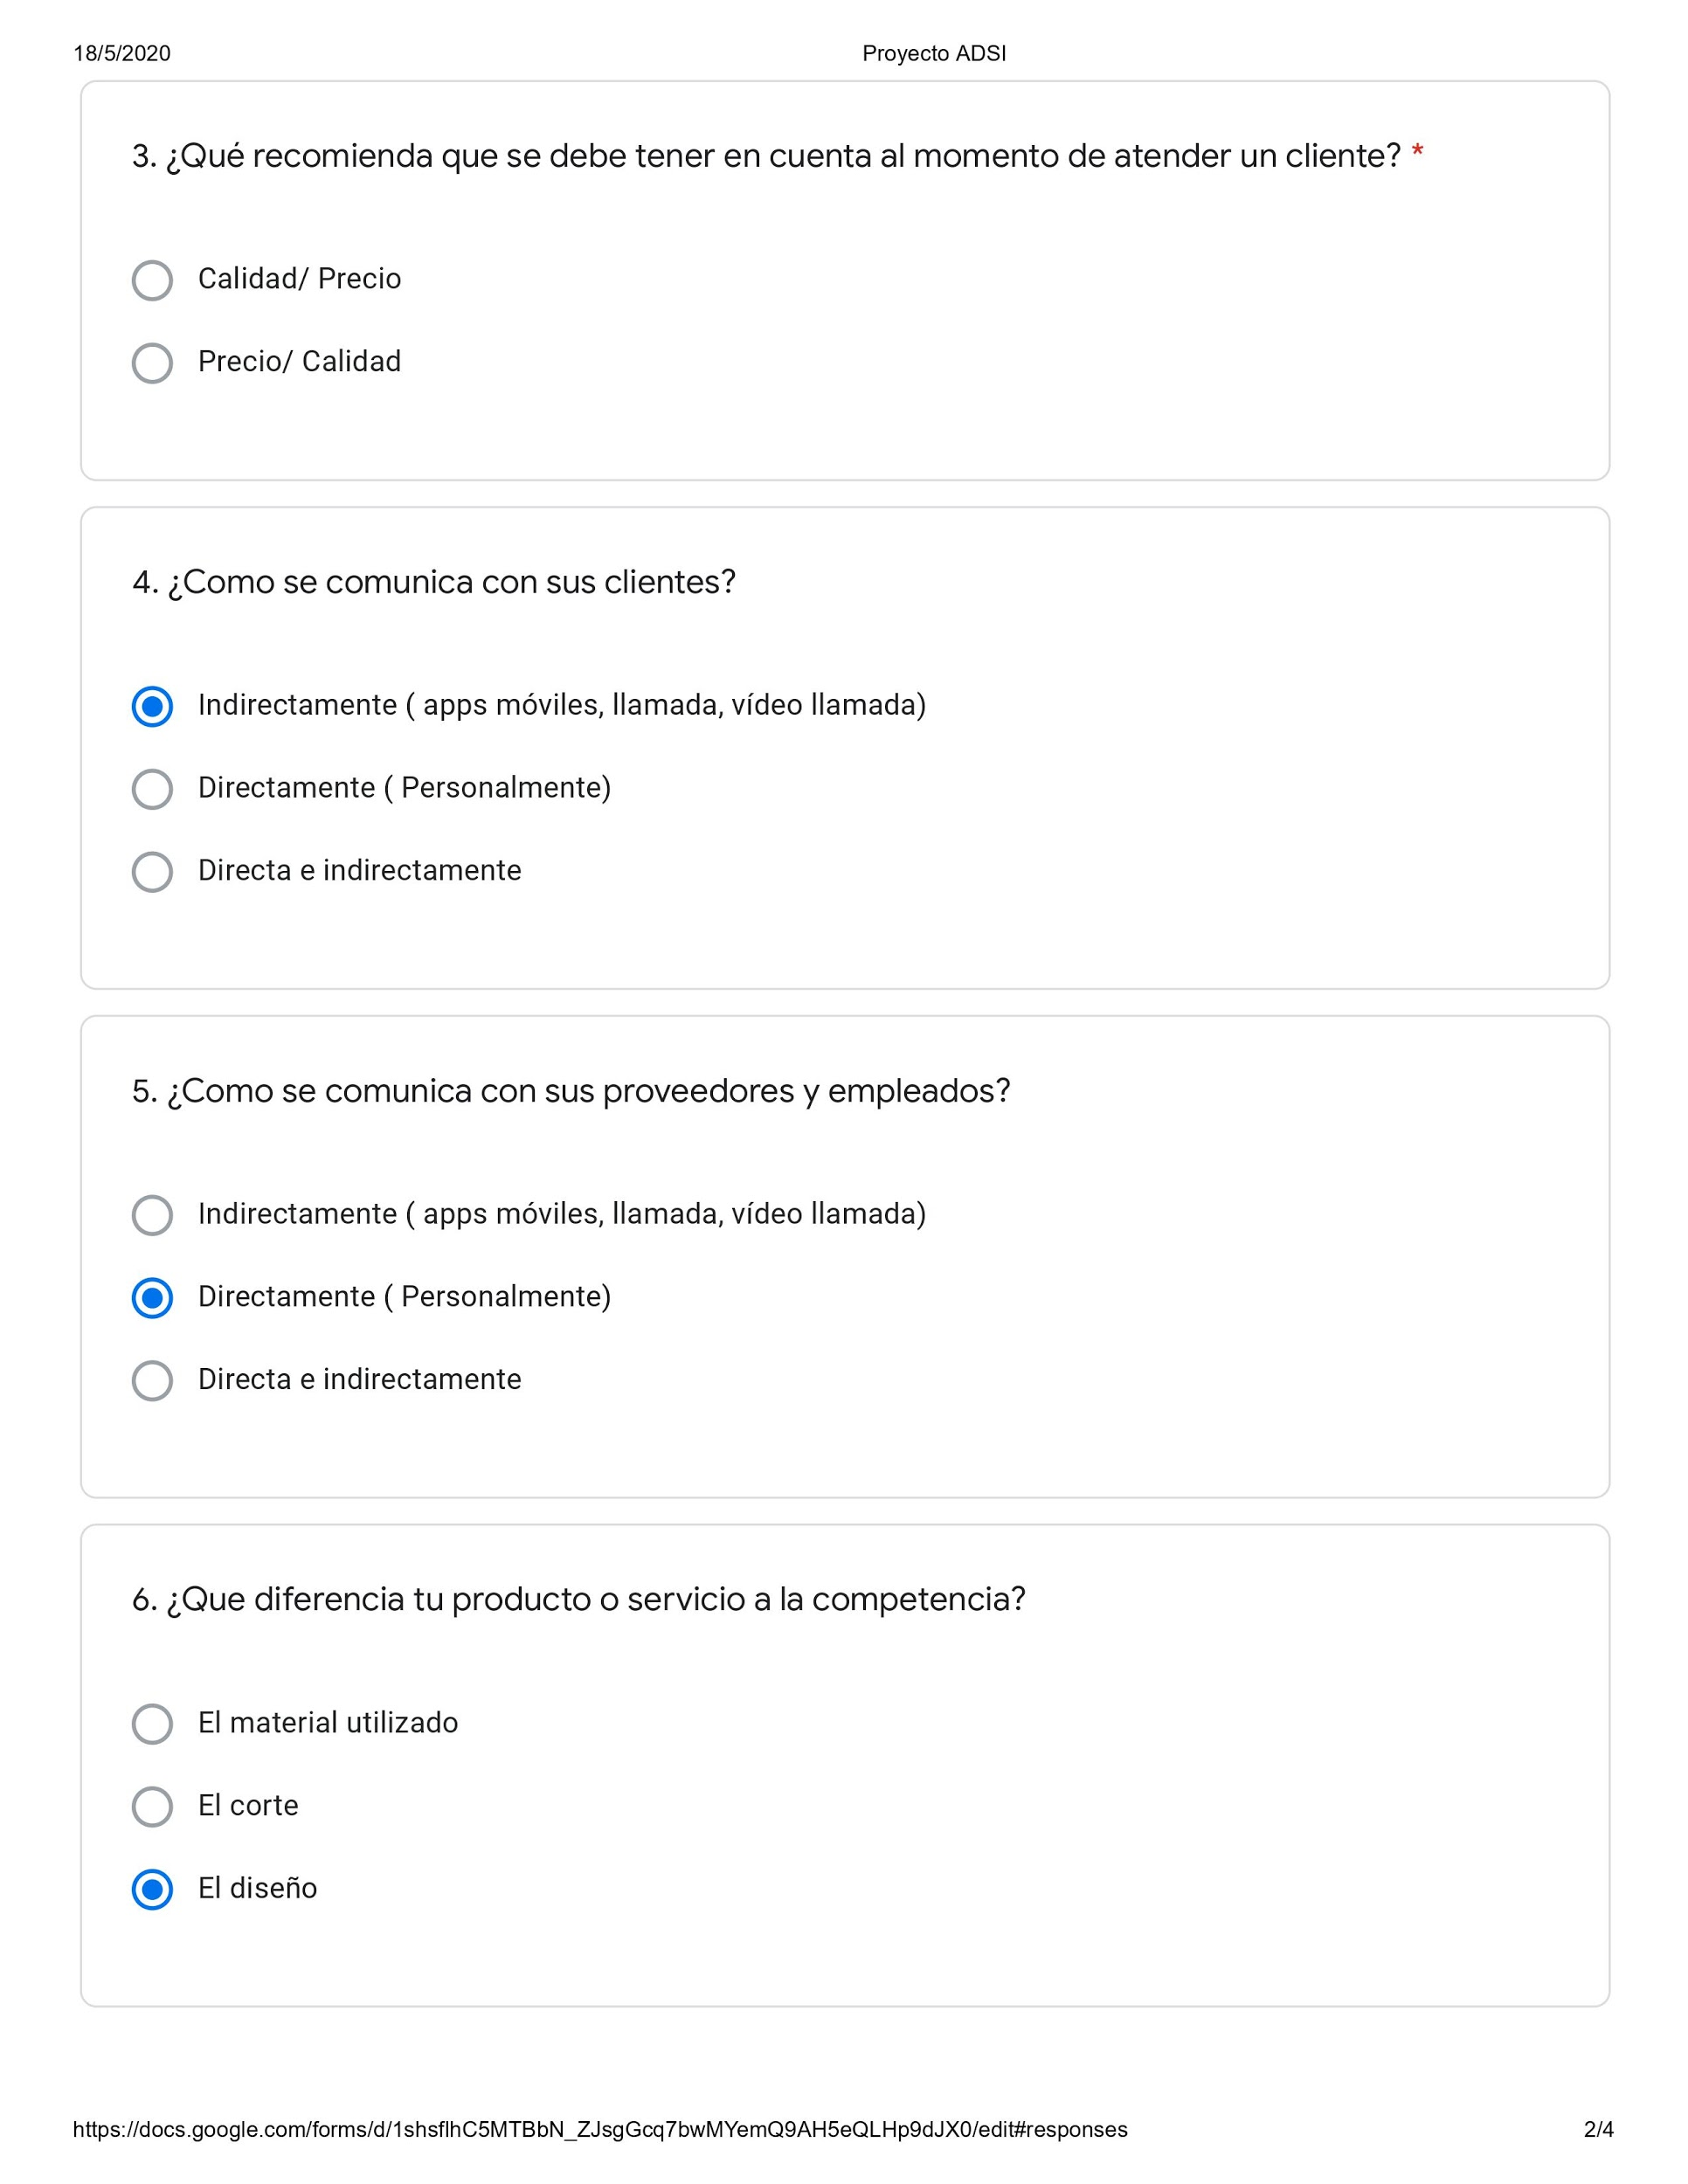 18/5/2020 Proyecto ADSI
3. ¿Qué recomienda que se debe tener en cuenta al momento de atender un cliente? *
Calidad/ Precio
Precio/ Calidad
4. ¿Como se comunica con sus clientes?
Indirectamente ( apps móviles, llamada, vídeo llamada)
Directamente ( Personalmente)
Directa e indirectamente
5. ¿Como se comunica con sus proveedores y empleados?
Indirectamente ( apps móviles, llamada, vídeo llamada)
Directamente ( Personalmente)
Directa e indirectamente
6. ¿Que diferencia tu producto o servicio a la competencia?
El material utilizado
El corte
El diseño
https://docs.google.com/forms/d/1shsflhC5MTBbN_ZJsgGcq7bwMYemQ9AH5eQLHp9dJX0/edit#responses 2/4